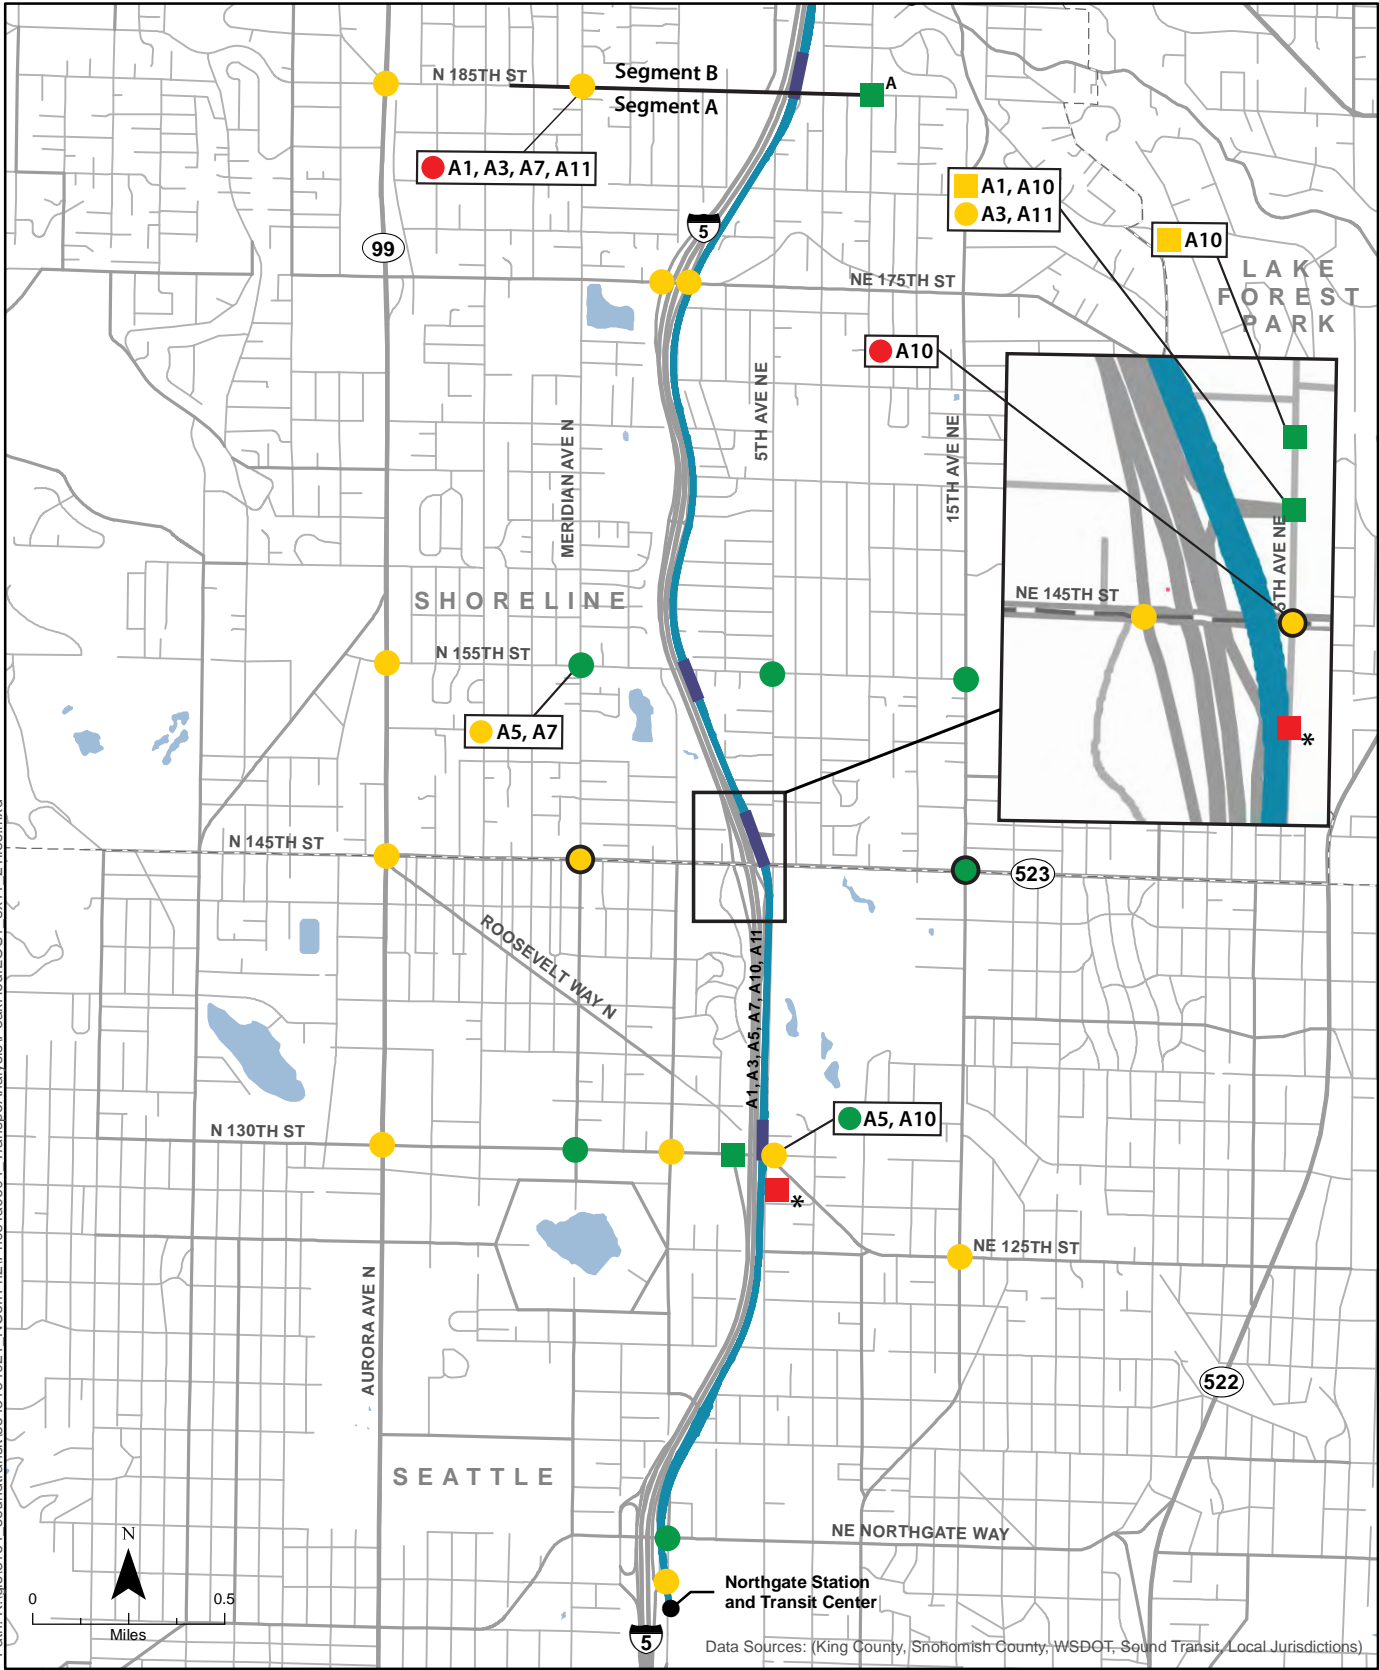 N 185TH ST
Segment B
Segment A
A
A1, A3, A7, A11
A1, A10
A3, A11
A10
5
99
LAKE
FOREST
PARK
NE 175TH ST
A10
5TH AVE NE
MERIDIAN AVE N
15TH AVE NE
5TH AVE NE
NE 145TH ST
*
SHORELINE
N 155TH ST
A5, A7
N 145TH ST
523
ROOSEVELT WAY N
A1, A3, A5, A7, A10, A11
A5, A10
N 130TH ST
*
NE 125TH ST
AURORA AVE N
522
SEATTLE
NE NORTHGATE WAY
N
0 0.5
Miles
Northgate Station
and Transit Center
5
Data Sources: (King County, Snohomish County, WSDOT, Sound Transit, Local Jurisdictions)